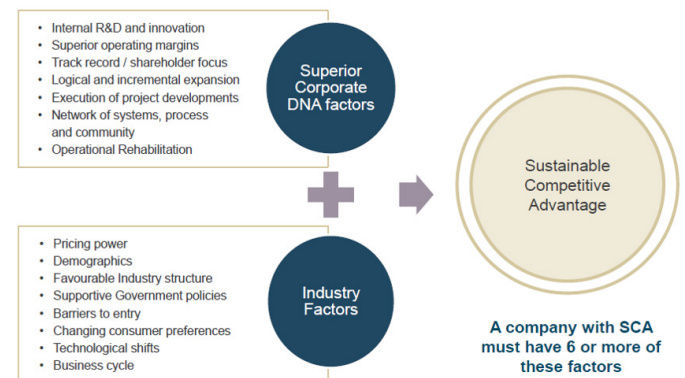 • Internal R&D and innovation
• Superior operating margins
• Track record / shareholder focus
• Logical and incremental expansion
• Execution of project developments
• Network of systems, process
and community
• Operational Rehabilitation
Superior
Corporate
DNA factors
• Pricing power
• Demographics
• Favourable Industry structure
• Supportive Government policies
• Barriers to entry
• Changing consumer preferences
• Technological shifts
• Business cycle
Industry
Factors
Sustainable
Competitive
Advantage
A company with SCA
must have 6 or more of
these factors